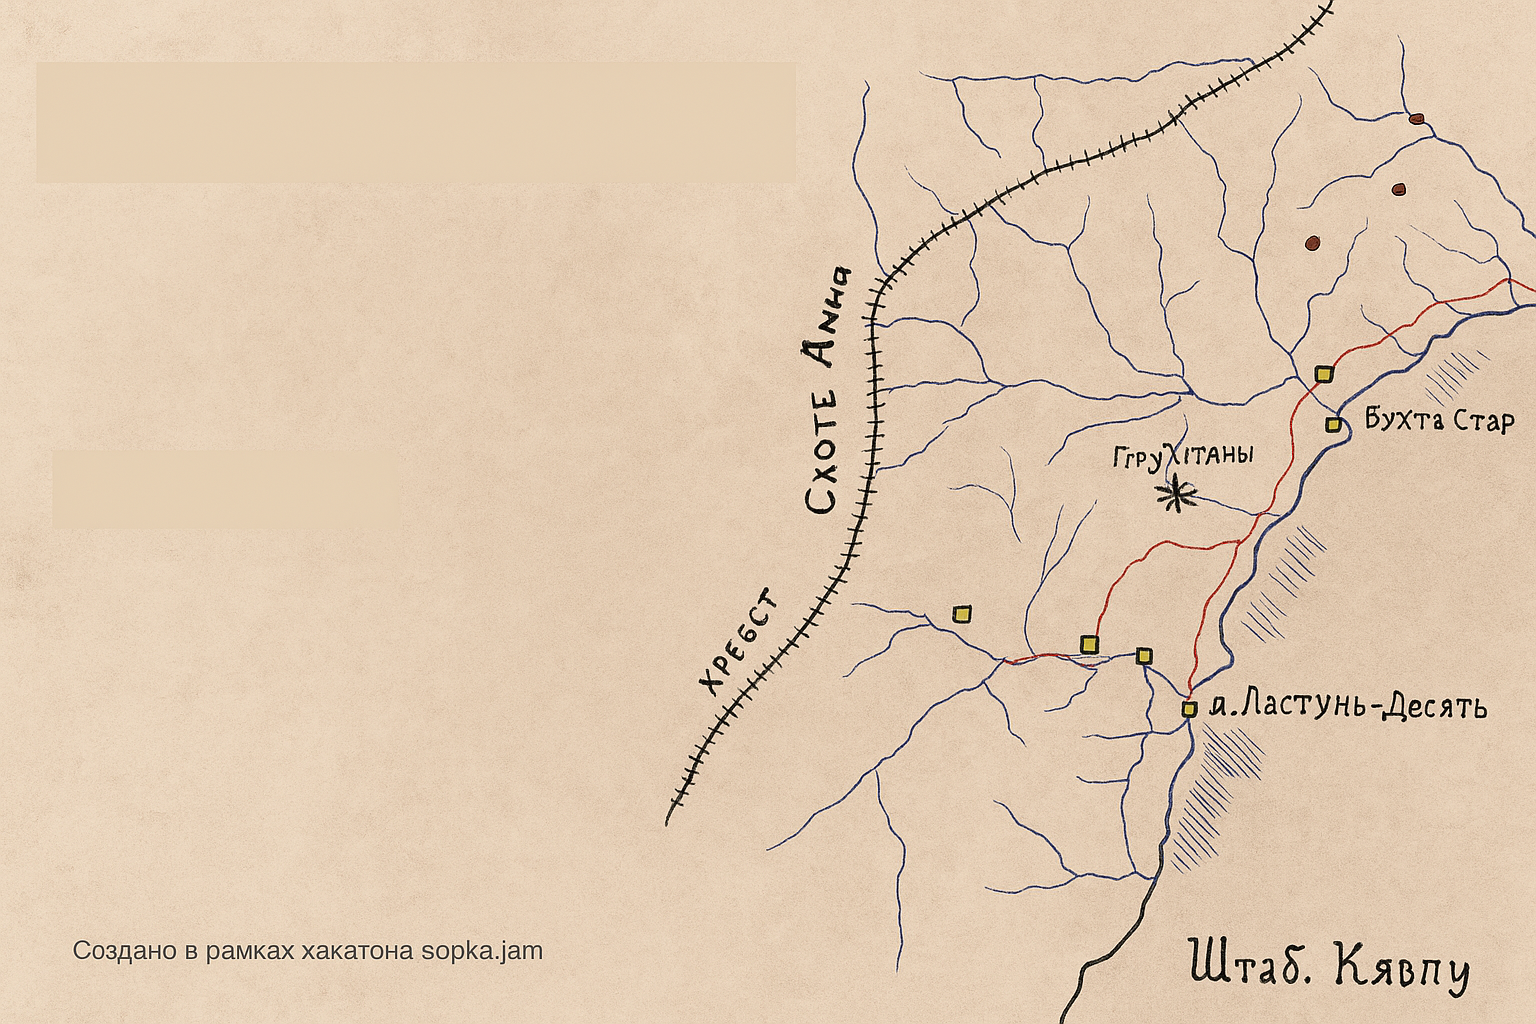 Схоте Анна
Бухта Стар
Ггрухітаны
Хребст
л.Ластунь-Десять
Создано в рамках хакатона sopka.jam
Штаб. Кявпу